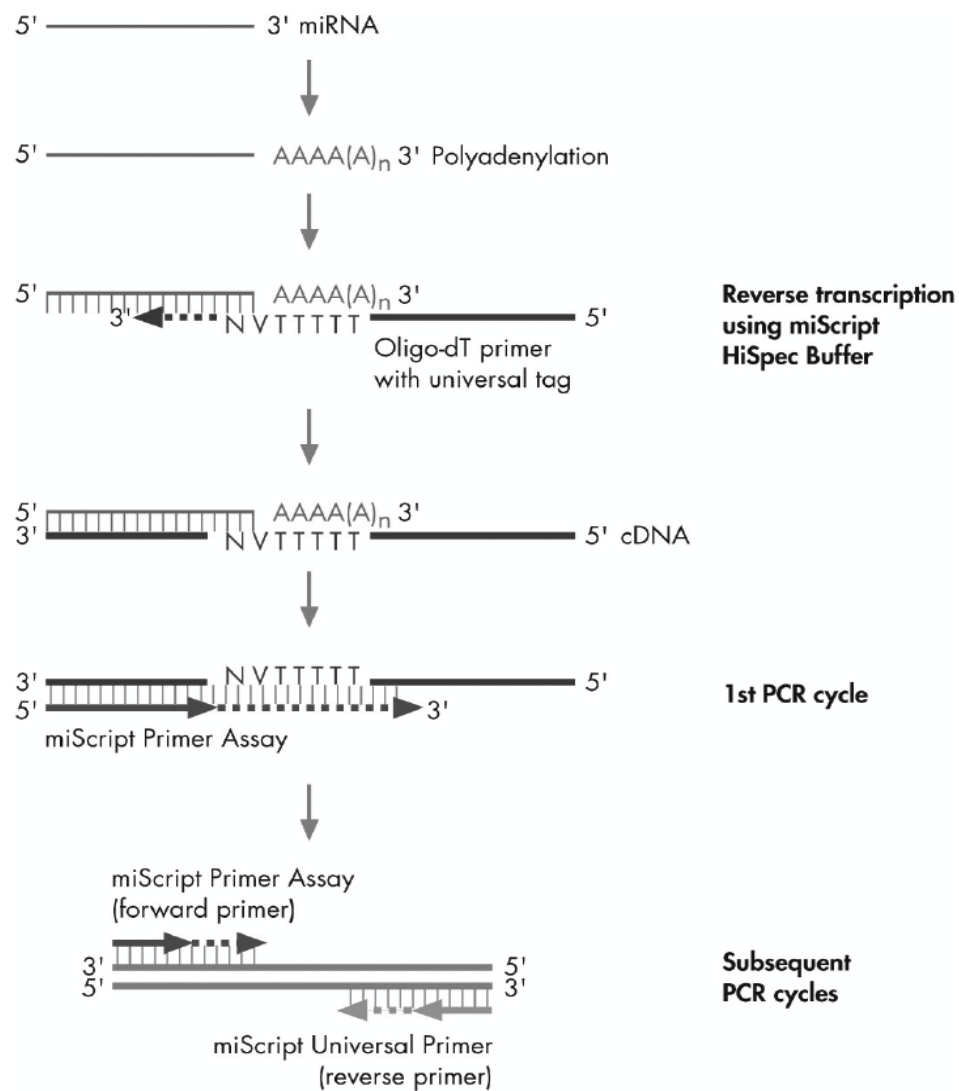 5' 3' miRNA
5' AAAA(A)n 3' Polyadenylation
5' AAAA(A)n 3'
3' N V T T T T T 5'
Oligo-dT primer
with universal tag
Reverse transcription
using miScript
HiSpec Buffer
5' AAAA(A)n 3'
3' N V T T T T T 5' cDNA
3' N V T T T T T 5'
5' 3'
miScript Primer Assay
1st PCR cycle
miScript Primer Assay
(forward primer)
3' 5'
5' 3'
miScript Universal Primer
(reverse primer)
Subsequent
PCR cycles